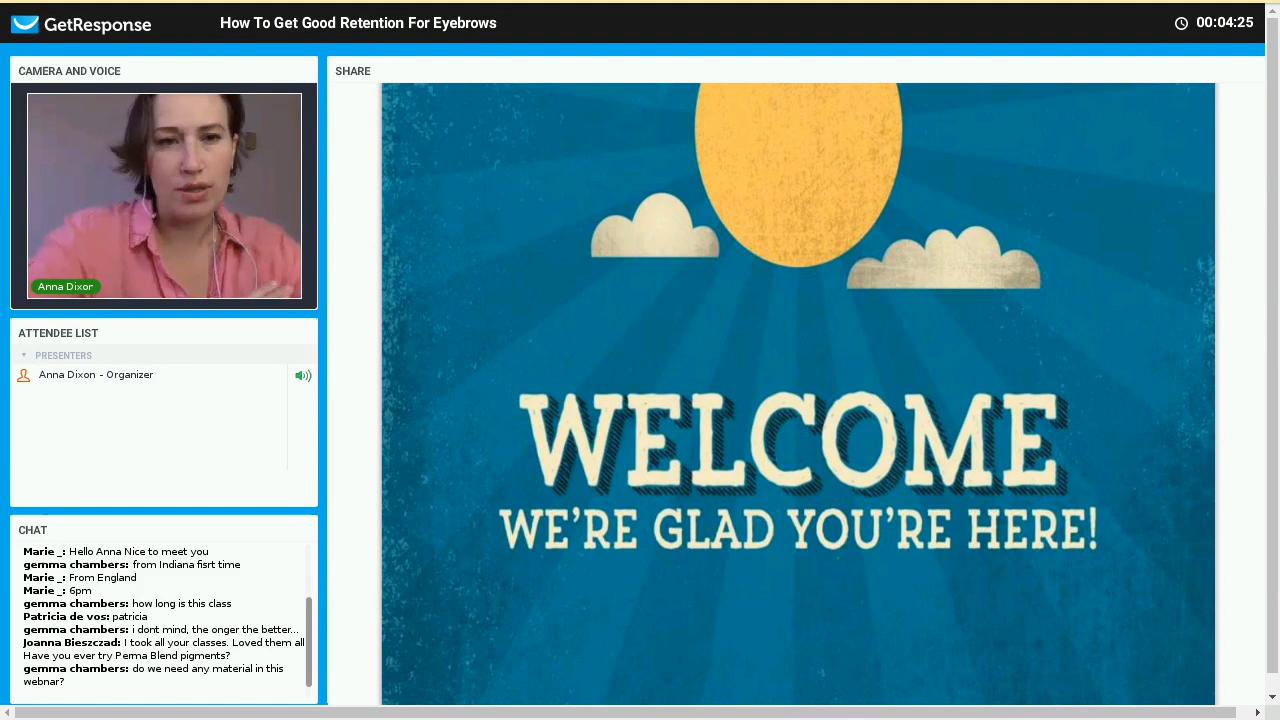 GetResponse
How To Get Good Retention For Eyebrows
00:04:25
CAMERA AND VOICE
Anna Dixon
ATTENDEE LIST
PRESENTERS
Anna Dixon - Organizer
CHAT
Marie _: Hello Anna Nice to meet you
gemma chambers: from Indiana fisrt time
Marie _: From England
Marie _: 6pm
gemma chambers: how long is this class
Patricia de vos: patricia
gemma chambers: i dont mind, the onger the better...
Joanna Bieszczad: I took all your classes. Loved them all
Have you ever try Perma Blend pigments?
gemma chambers: do we need any material in this
webnar?
SHARE
WELCOME
WE'RE GLAD YOU'RE HERE!